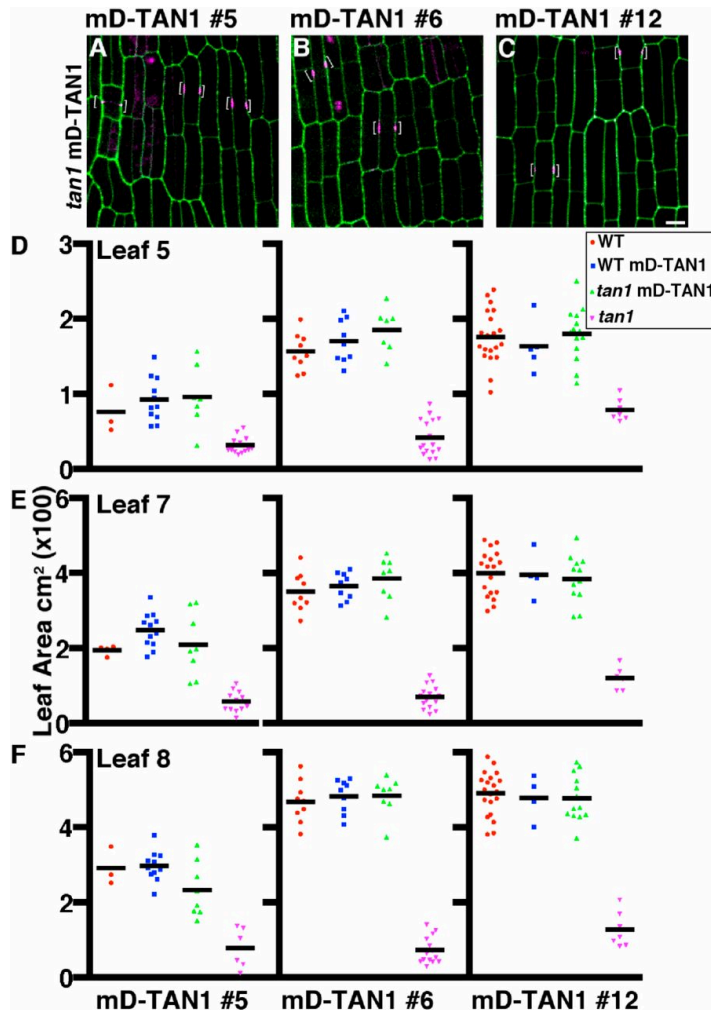 mD-TAN1 #5 mD-TAN1 #6 mD-TAN1 #12
A B C
tan1 mD-TAN1
[ ] [ ] [ ] [ ] [ ] [ ] [ ]
D Leaf 5
WT
WT mD-TAN1
tan1 mD-TAN1
tan1
3
2
1
0
E Leaf 7
Leaf Area cm² (x100)
6
4
2
0
F Leaf 8
6
4
2
0
mD-TAN1 #5 mD-TAN1 #6 mD-TAN1 #12